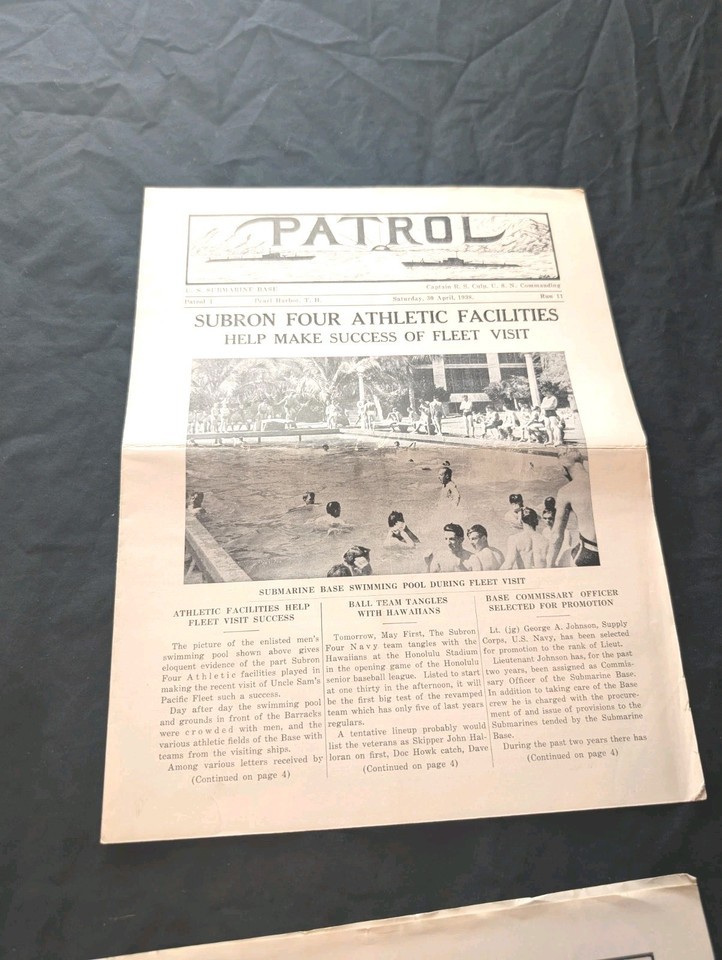 PATROL
U. S. SUBMARINE BASE
Captain R. S. Culp, U. S. N. Commanding
Patrol 1 Pearl Harbor, T. H. Saturday, 30 April, 1938. Run 11
SUBRON FOUR ATHLETIC FACILITIES
HELP MAKE SUCCESS OF FLEET VISIT
SUBMARINE BASE SWIMMING POOL DURING FLEET VISIT
ATHLETIC FACILITIES HELP
FLEET VISIT SUCCESS
The picture of the enlisted men's
swimming pool shown above gives
eloquent evidence of the part Subron
Four Athletic facilities played in
making the recent visit of Uncle Sam's
Pacific Fleet such a success.
Day after day the swimming pool
and grounds in front of the Barracks
were crowded with men, and the
various athletic fields of the Base with
teams from the visiting ships.
Among various letters received by
(Continued on page 4)
BALL TEAM TANGLES
WITH HAWAIIANS
Tomorrow, May First, The Subron
Four Navy team tangles with the
Hawaiians at the Honolulu Stadium
in the opening game of the Honolulu
senior baseball league. Listed to start
at one thirty in the afternoon, it will
be the first big test of the revamped
team which has only five of last years
regulars.
A tentative lineup probably would
list the veterans as Skipper John Hal-
loran on first, Doc Howk catch, Dave
(Continued on page 4)
BASE COMMISSARY OFFICER
SELECTED FOR PROMOTION
Lt. (jg) George A. Johnson, Supply
Corps, U.S. Navy, has been selected
for promotion to the rank of Lieut.
Lieutenant Johnson has, for the past
two years, been assigned as Commis-
sary Officer of the Submarine Base.
In addition to taking care of the Base
crew he is charged with the procure-
ment and issue of provisions to the
Submarines tended by the Submarine
Base.
During the past two years there has
(Continued on page 4)